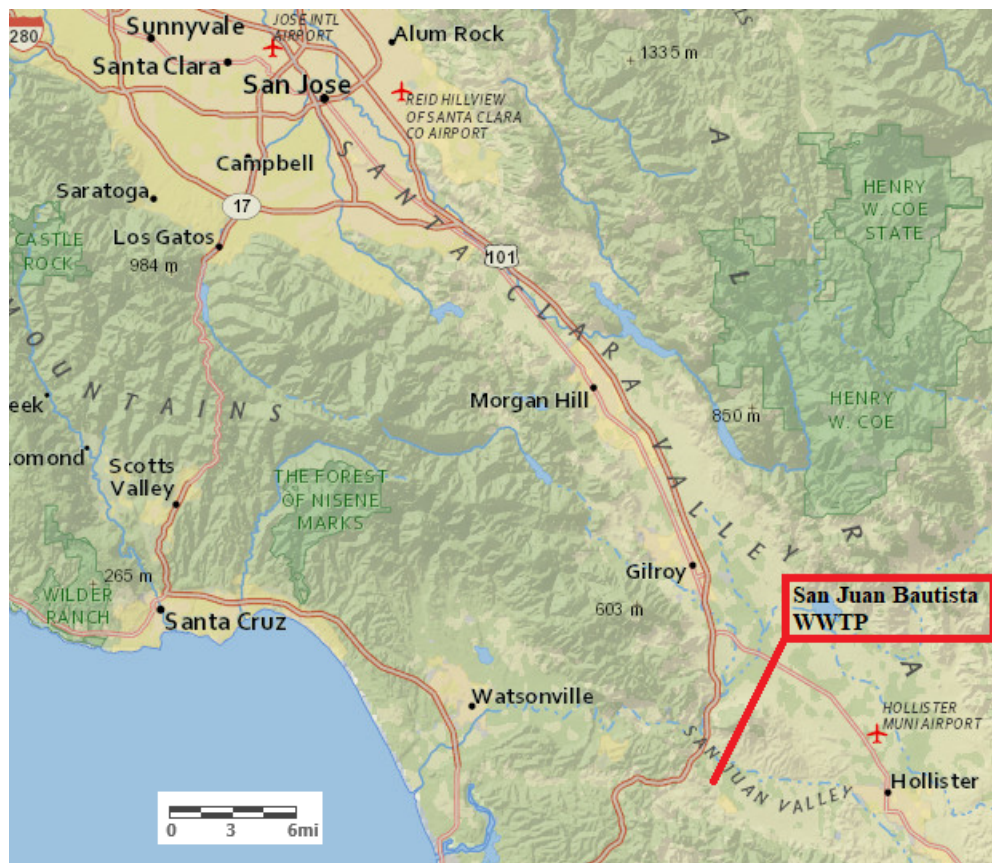 280
Sunnyvale
JOSE INTL
AIRPORT
Alum Rock
1335 m
Santa Clara
San Jose
REID HILLVIEW
OF SANTA CLARA
CO AIRPORT
Campbell
Saratoga
17
Los Gatos
984 m
CASTLE
ROCK
101
SANTA CLARA VALLEY
HENRY
W. COE
STATE
HENRY
W. COE
850 m
Morgan Hill
MOUNTAINS
eek
lomond
Scotts
Valley
THE FOREST
OF NISENE
MARKS
265 m
WILDER
RANCH
Santa Cruz
Gilroy
603 m
San Juan Bautista
WWTP
Watsonville
HOLLISTER
MUNI AIRPORT
SAN JUAN VALLEY
Hollister
0 3 6mi
A L R A